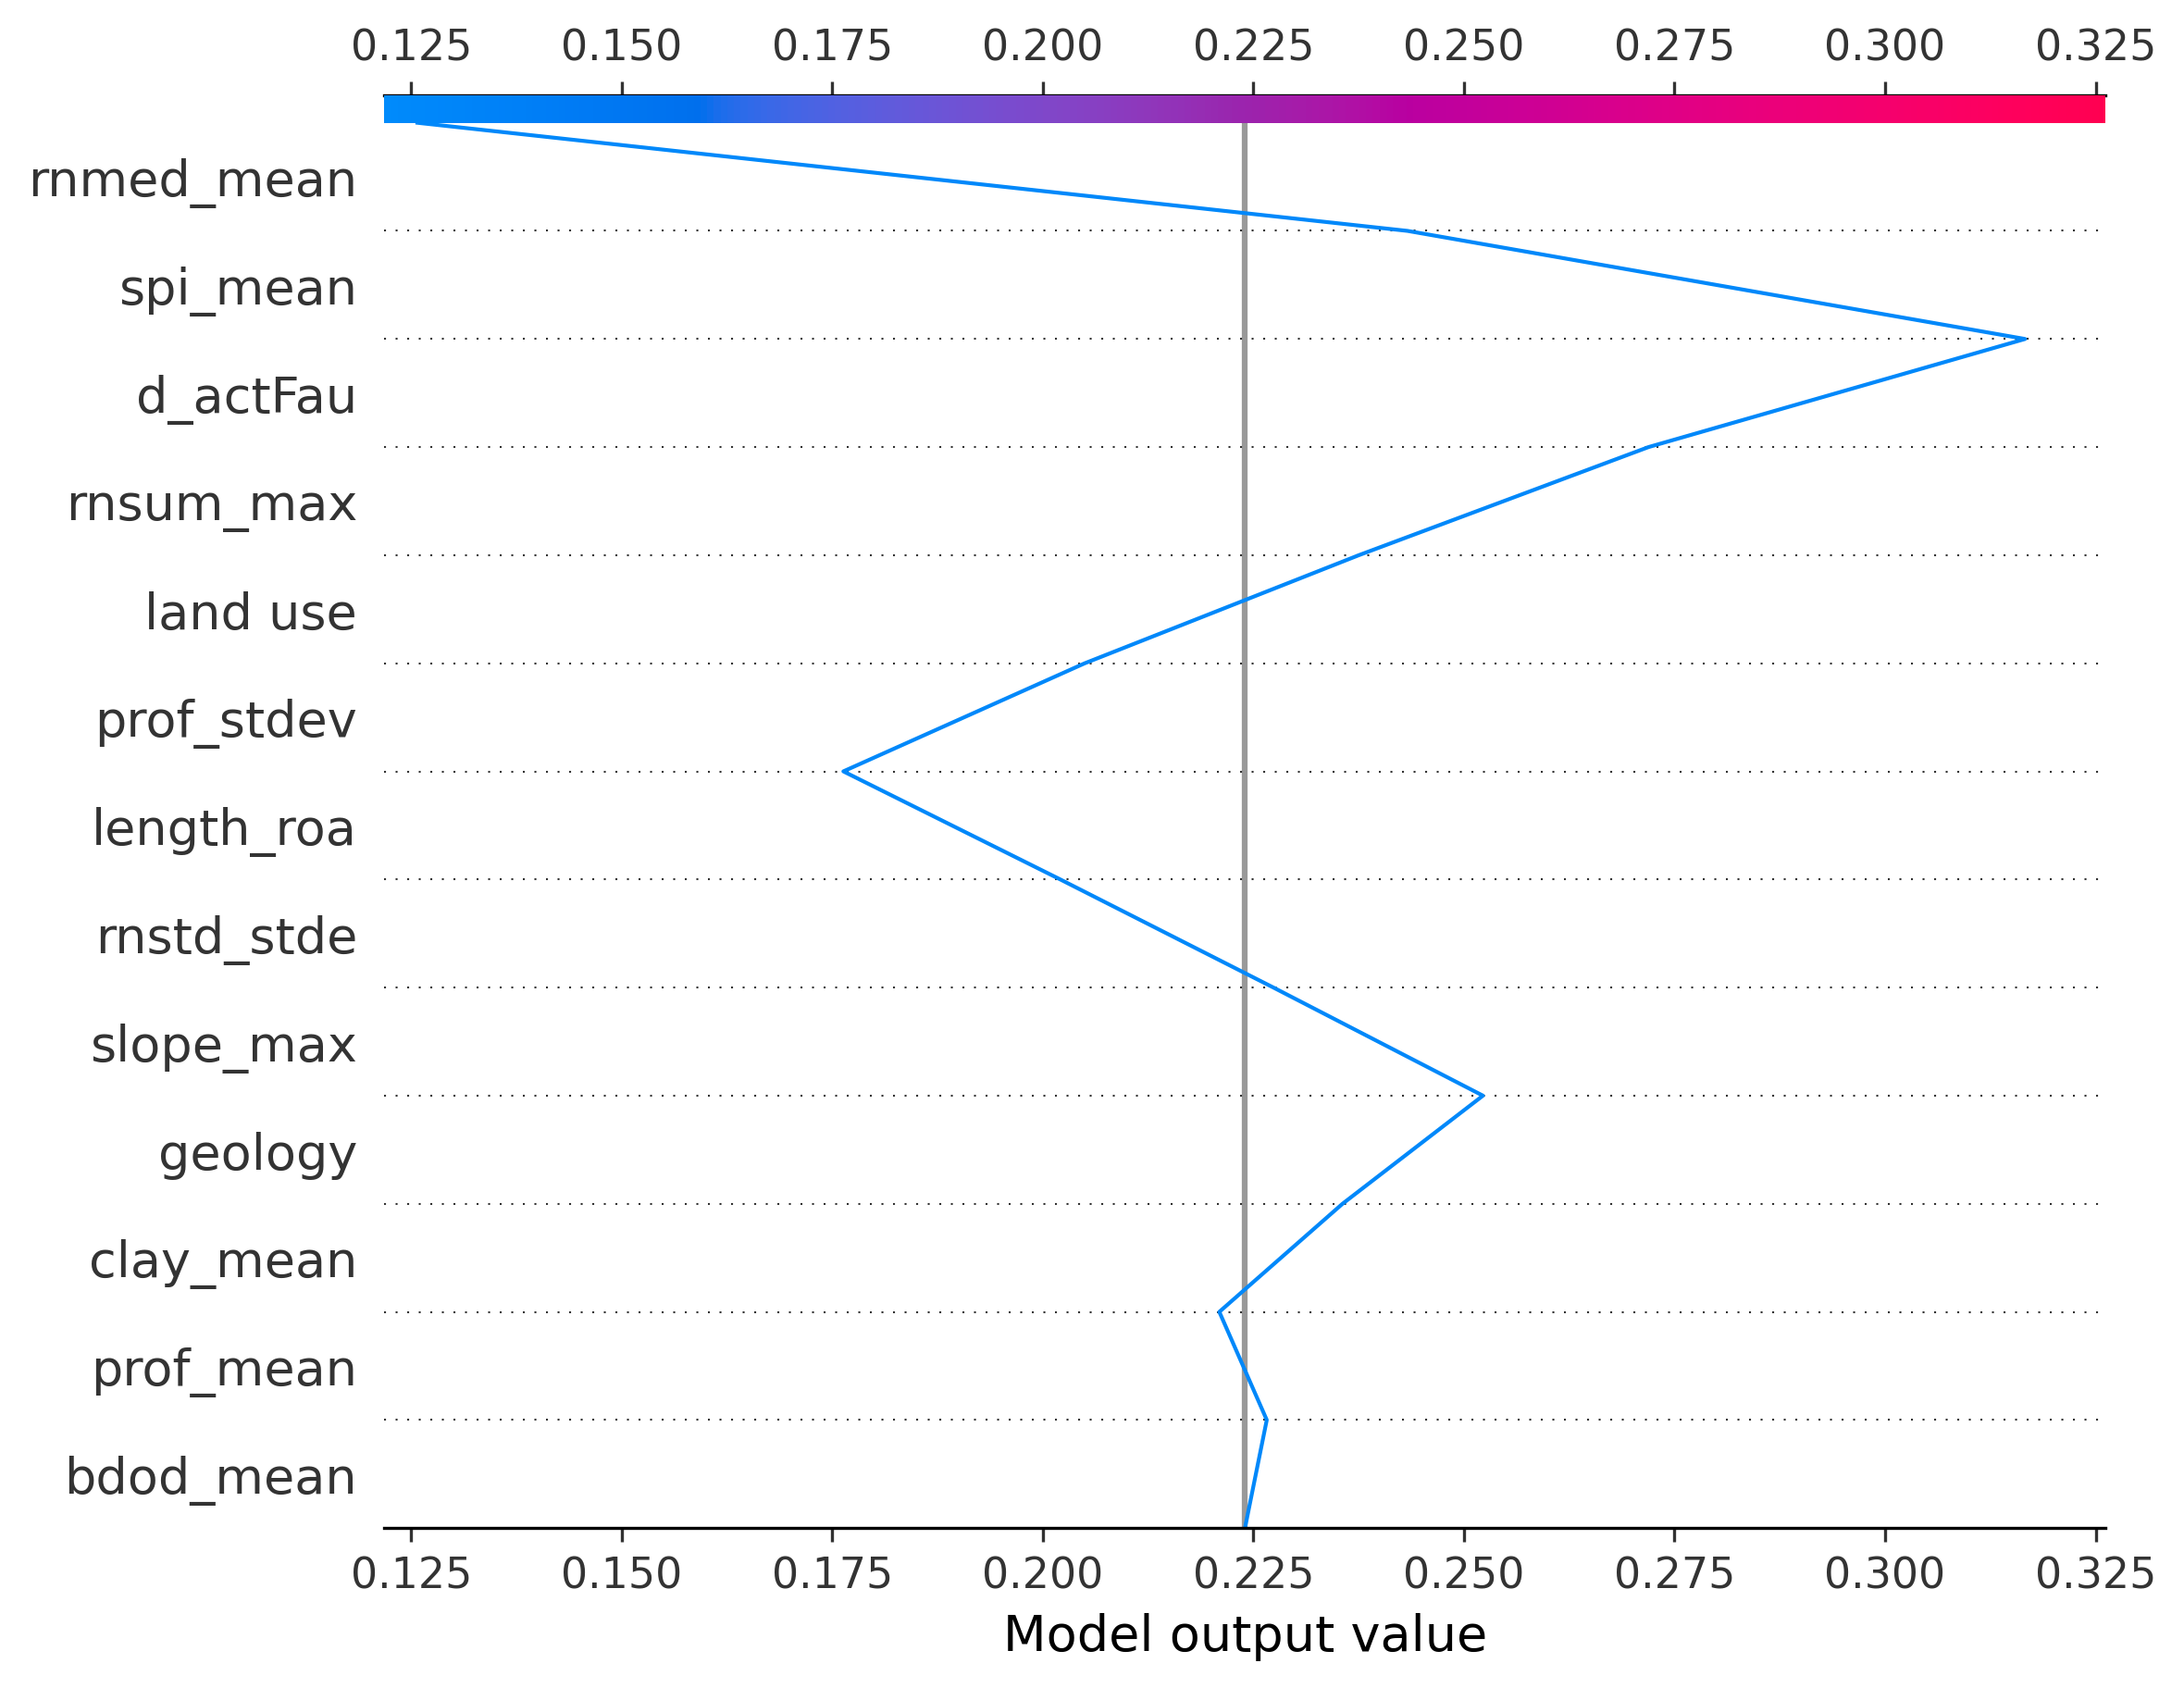 0.125 0.150 0.175 0.200 0.225 0.250 0.275 0.300 0.325
rnmed_mean
spi_mean
d_actFau
rnsum_max
land use
prof_stdev
length_roa
rnstd_stde
slope_max
geology
clay_mean
prof_mean
bdod_mean
0.125 0.150 0.175 0.200 0.225 0.250 0.275 0.300 0.325
Model output value